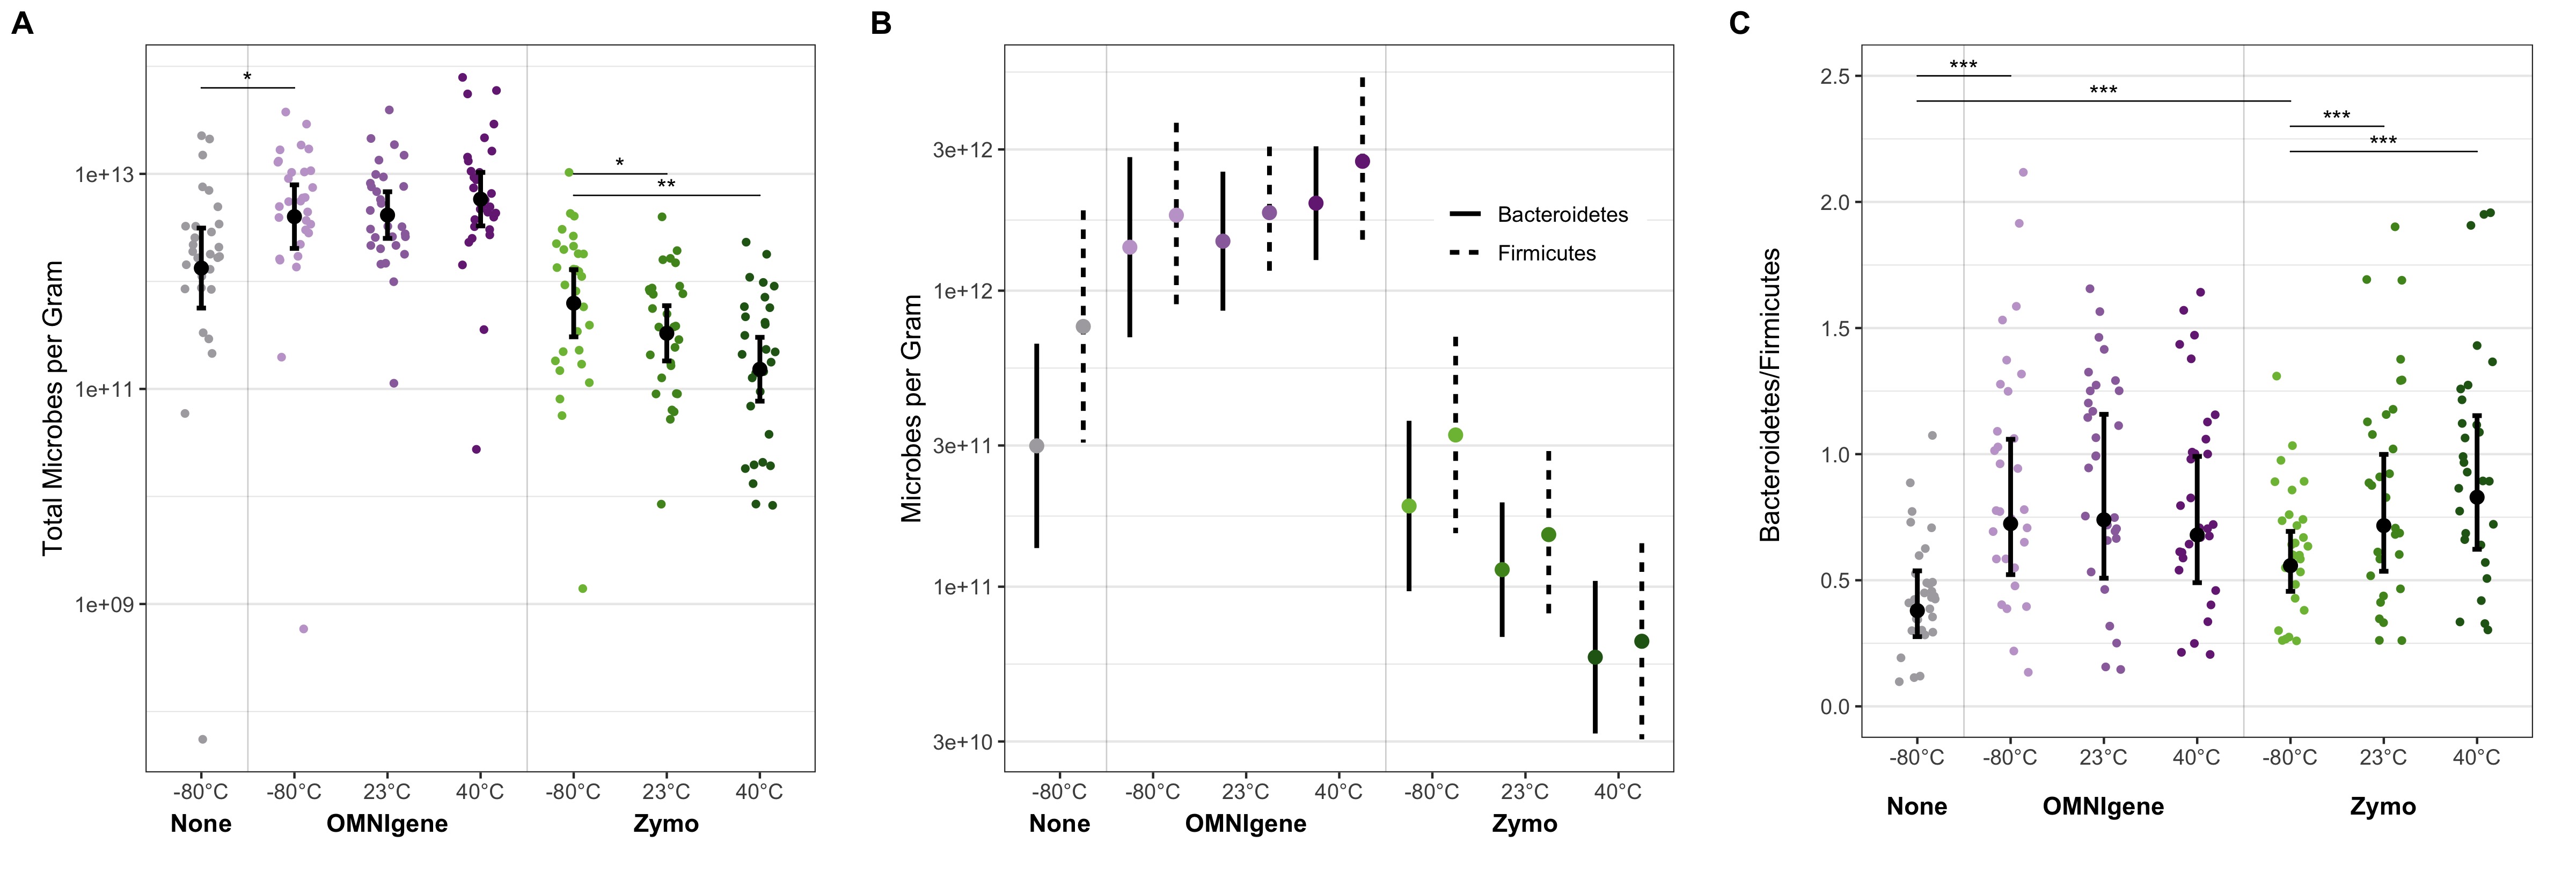 A
Total Microbes per Gram
1e+13
1e+11
1e+09
*
*
**
-80°C -80°C 23°C 40°C -80°C 23°C 40°C
None OMNIgene Zymo
B
Microbes per Gram
3e+12
1e+12
3e+11
1e+11
3e+10
Bacteroidetes
Firmicutes
-80°C -80°C 23°C 40°C -80°C 23°C 40°C
None OMNIgene Zymo
C
Bacteroidetes/Firmicutes
2.5
2.0
1.5
1.0
0.5
0.0
***
***
***
***
-80°C -80°C 23°C 40°C -80°C 23°C 40°C
None OMNIgene Zymo